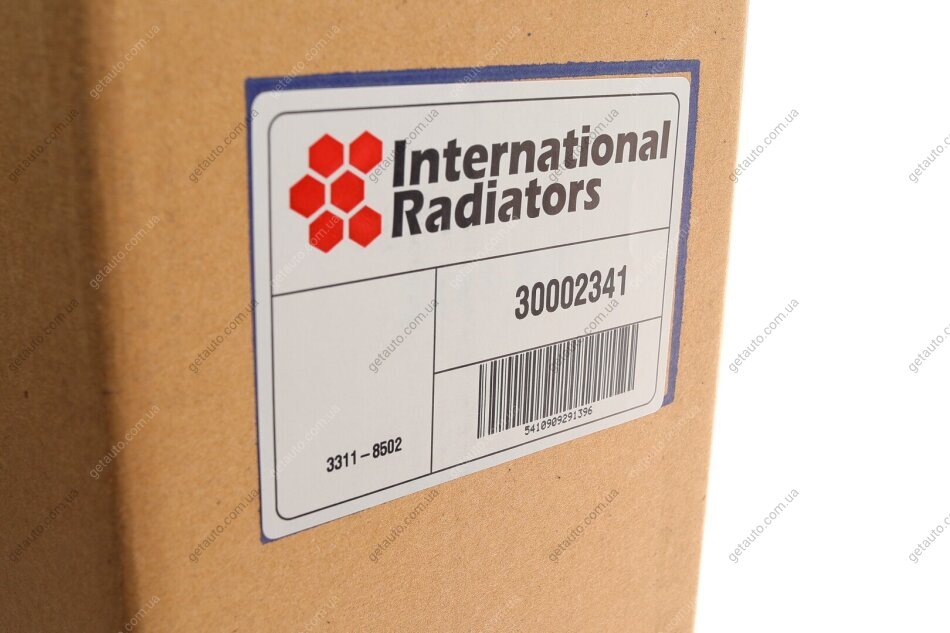 International
Radiators
30002341
5410909291396
3311-8502
getauto.com.ua